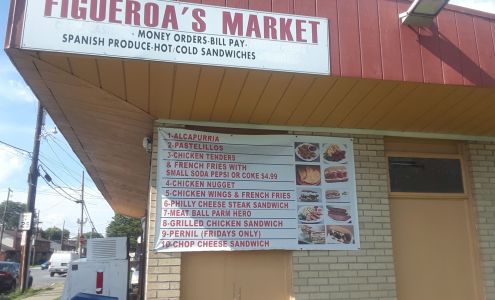 FIGUEROA'S MARKET
MONEY ORDERS·BILL PAY·
SPANISH PRODUCE·HOT/COLD SANDWICHES
1-ALCAPURRIA
2-PASTELILLOS
3-CHICKEN TENDERS
& FRENCH FRIES WITH
SMALL SODA PEPSI OR COKE $4.99
4-CHICKEN NUGGET
5-CHICKEN WINGS & FRENCH FRIES
6-PHILLY CHEESE STEAK SANDWICH
7-MEAT BALL PARM HERO
8-GRILLED CHICKEN SANDWICH
9-PERNIL (FRIDAYS ONLY)
10-CHOP CHEESE SANDWICH